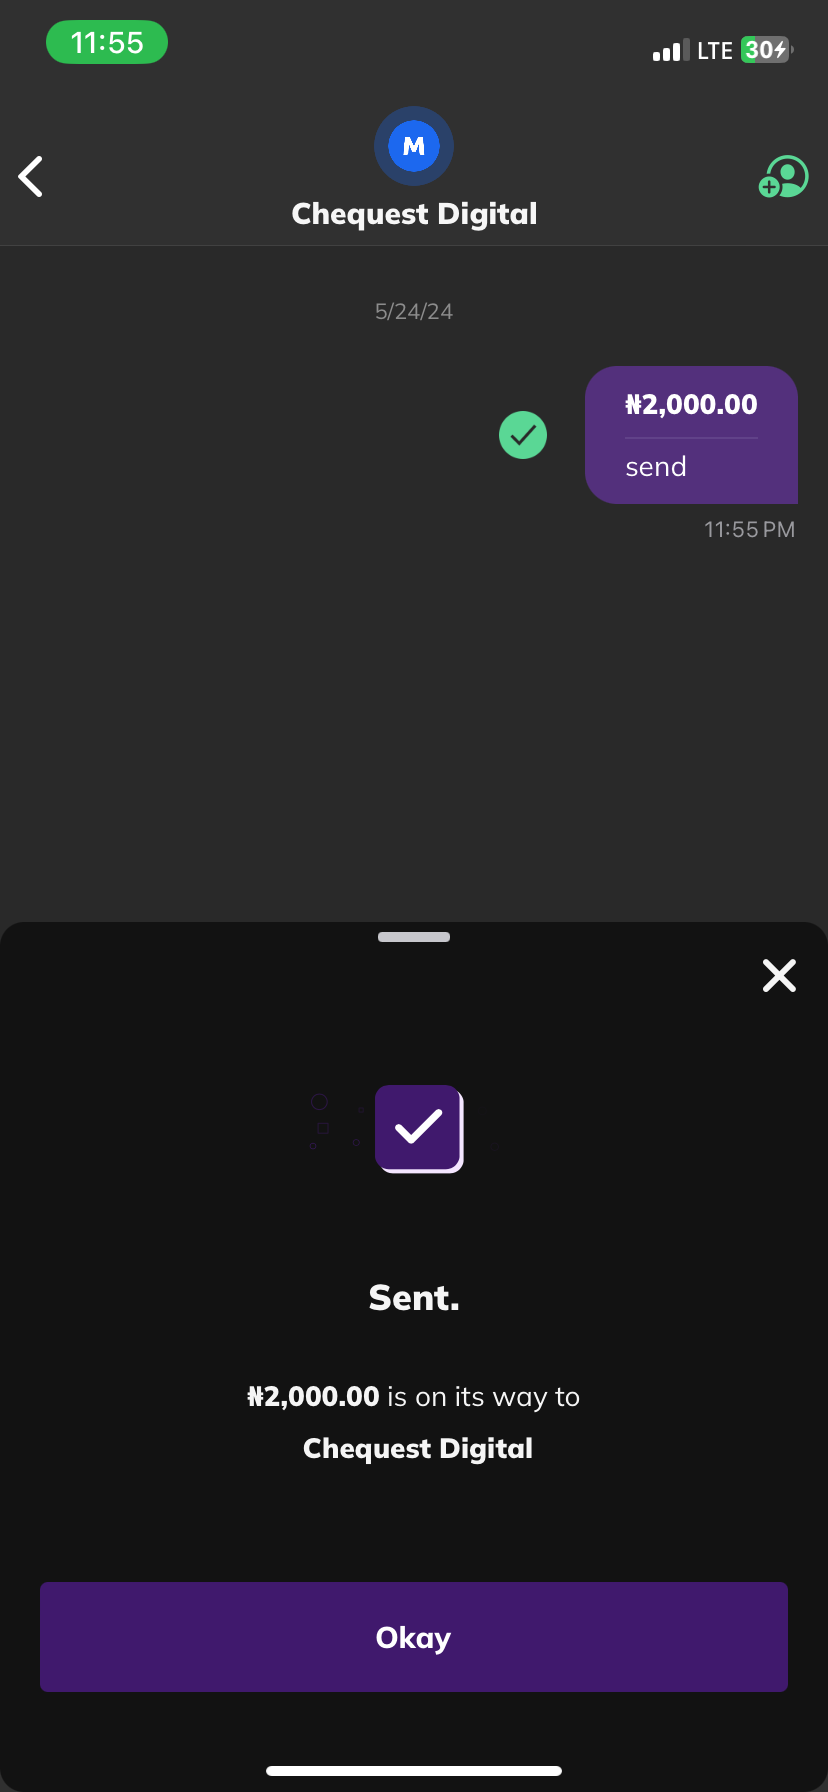 11:55
LTE
30
M
Chequest Digital
5/24/24
₦2,000.00
send
11:55 PM
Sent.
₦2,000.00 is on its way to
Chequest Digital
Okay